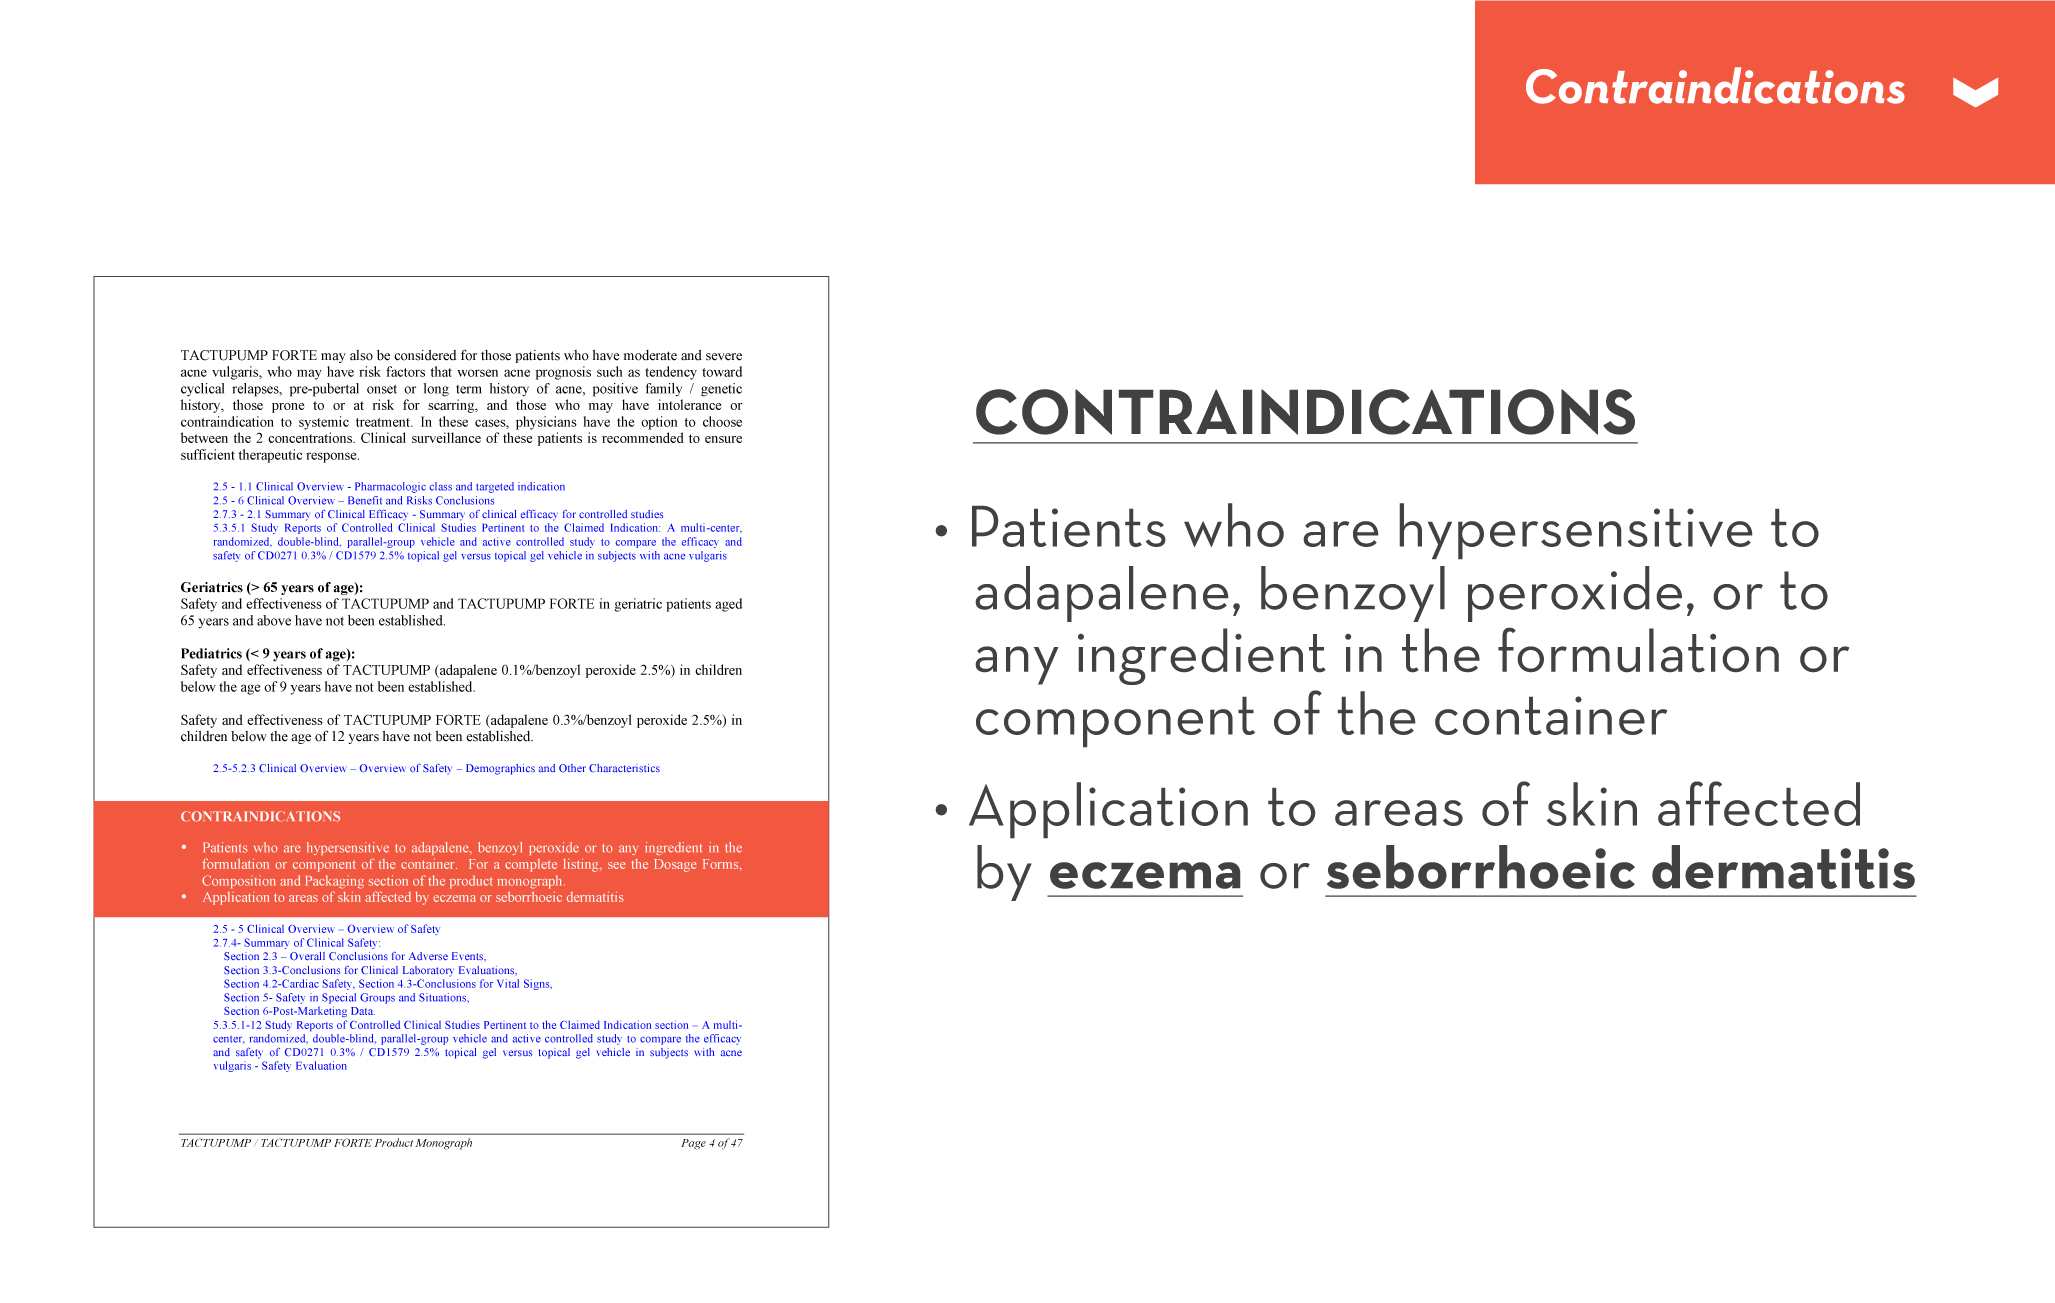 Contraindications
TACTUPUMP FORTE may also be considered for those patients who have moderate and severe
acne vulgaris, who may have risk factors that worsen acne prognosis such as tendency toward
cyclical relapses, pre-pubertal onset or long term history of acne, positive family / genetic
history, those prone to or at risk for scarring, and those who may have intolerance or
contraindication to systemic treatment. In these cases, physicians have the option to choose
between the 2 concentrations. Clinical surveillance of these patients is recommended to ensure
sufficient therapeutic response.
2.5 - 1.1 Clinical Overview - Pharmacologic class and targeted indication
2.5 - 6 Clinical Overview – Benefit and Risks Conclusions
2.7.3 - 2.1 Summary of Clinical Efficacy - Summary of clinical efficacy for controlled studies
5.3.5.1 Study Reports of Controlled Clinical Studies Pertinent to the Claimed Indication: A multi-center,
randomized, double-blind, parallel-group vehicle and active controlled study to compare the efficacy and
safety of CD0271 0.3% / CD1579 2.5% topical gel versus topical gel vehicle in subjects with acne vulgaris
Geriatrics (> 65 years of age):
Safety and effectiveness of TACTUPUMP and TACTUPUMP FORTE in geriatric patients aged
65 years and above have not been established.
Pediatrics (< 9 years of age):
Safety and effectiveness of TACTUPUMP (adapalene 0.1%/benzoyl peroxide 2.5%) in children
below the age of 9 years have not been established.
Safety and effectiveness of TACTUPUMP FORTE (adapalene 0.3%/benzoyl peroxide 2.5%) in
children below the age of 12 years have not been established.
2.5-5.2.3 Clinical Overview – Overview of Safety – Demographics and Other Characteristics
CONTRAINDICATIONS
• Patients who are hypersensitive to adapalene, benzoyl peroxide or to any ingredient in the
formulation or component of the container. For a complete listing, see the Dosage Forms,
Composition and Packaging section of the product monograph.
• Application to areas of skin affected by eczema or seborrhoeic dermatitis
2.5 - 5 Clinical Overview – Overview of Safety
2.7.4- Summary of Clinical Safety:
Section 2.3 – Overall Conclusions for Adverse Events,
Section 3.3-Conclusions for Clinical Laboratory Evaluations,
Section 4.2-Cardiac Safety, Section 4.3-Conclusions for Vital Signs,
Section 5- Safety in Special Groups and Situations,
Section 6-Post-Marketing Data.
5.3.5.1-12 Study Reports of Controlled Clinical Studies Pertinent to the Claimed Indication section – A multi-
center, randomized, double-blind, parallel-group vehicle and active controlled study to compare the efficacy
and safety of CD0271 0.3% / CD1579 2.5% topical gel versus topical gel vehicle in subjects with acne
vulgaris - Safety Evaluation
TACTUPUMP / TACTUPUMP FORTE Product Monograph Page 4 of 47
CONTRAINDICATIONS
• Patients who are hypersensitive to
adapalene, benzoyl peroxide, or to
any ingredient in the formulation or
component of the container
• Application to areas of skin affected
by eczema or seborrhoeic dermatitis